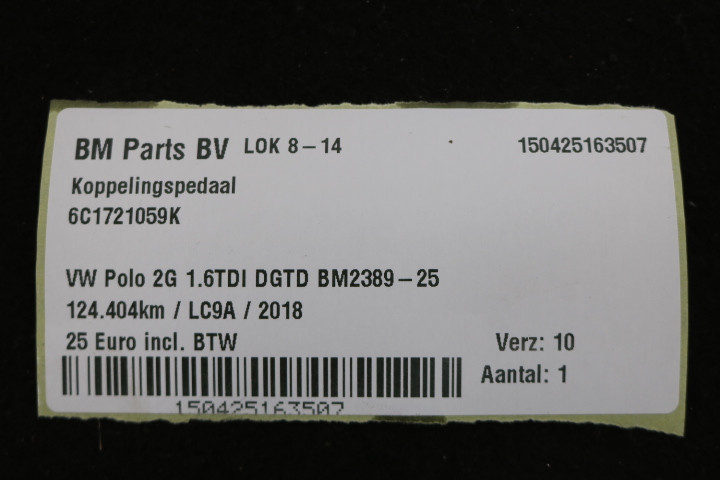 BM Parts BV LOK 8-14 150425163507
Koppelingspedaal
6C1721059K
VW Polo 2G 1.6TDI DGTD BM2389-25
124.404km / LC9A / 2018
25 Euro incl. BTW Verz: 10
Aantal: 1
150425163507